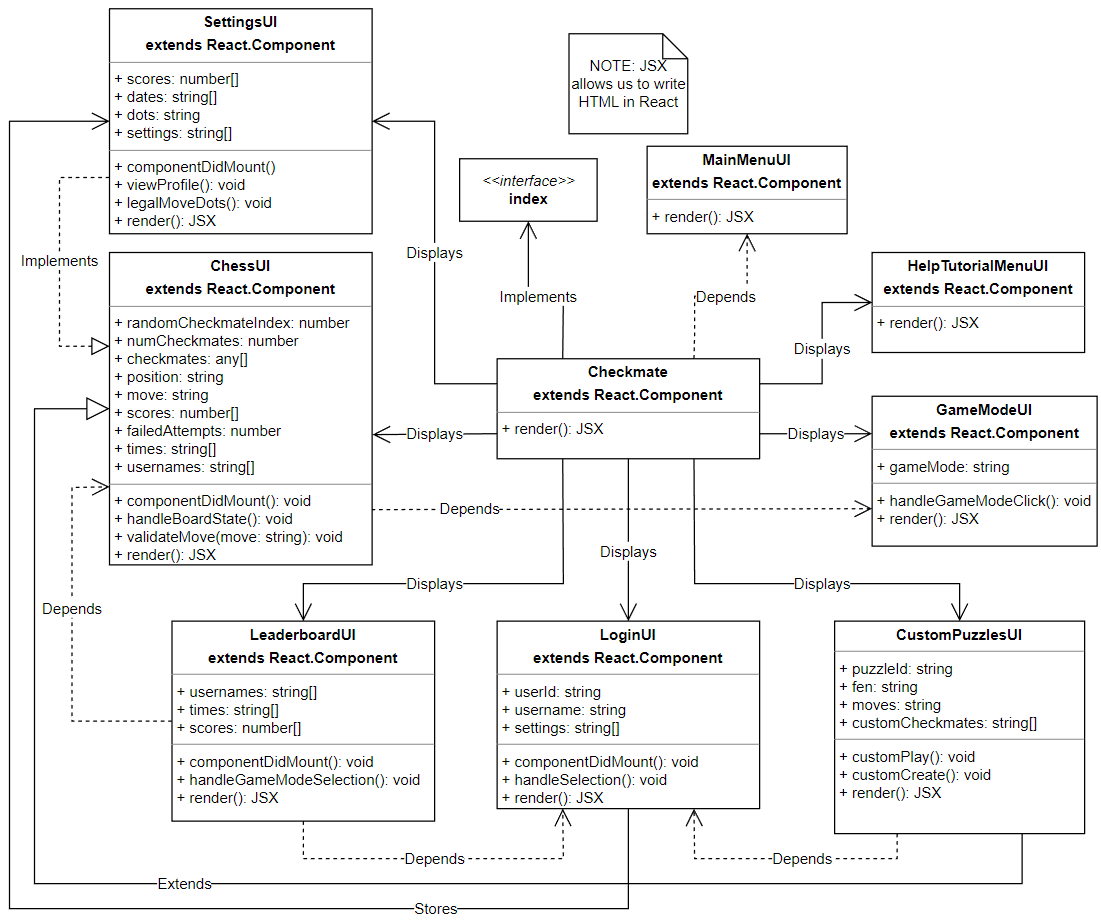 SettingsUI
extends React.Component
+ scores: number[]
+ dates: string[]
+ dots: string
+ settings: string[]
+ componentDidMount()
+ viewProfile(): void
+ legalMoveDots(): void
+ render(): JSX
NOTE: JSX
allows us to write
HTML in React
<<interface>>
index
MainMenuUI
extends React.Component
+ render(): JSX
Implements
Displays
Implements
Depends
HelpTutorialMenuUI
extends React.Component
+ render(): JSX
Displays
ChessUI
extends React.Component
+ randomCheckmateIndex: number
+ numCheckmates: number
+ checkmates: any[]
+ position: string
+ move: string
+ scores: number[]
+ failedAttempts: number
+ times: string[]
+ usernames: string[]
+ componentDidMount(): void
+ handleBoardState(): void
+ validateMove(move: string): void
+ render(): JSX
Checkmate
extends React.Component
+ render(): JSX
Displays
Displays
GameModeUI
extends React.Component
+ gameMode: string
+ handleGameModeClick(): void
+ render(): JSX
Depends
Displays
Displays
Displays
Depends
LeaderboardUI
extends React.Component
+ usernames: string[]
+ times: string[]
+ scores: number[]
+ componentDidMount(): void
+ handleGameModeSelection(): void
+ render(): JSX
LoginUI
extends React.Component
+ userId: string
+ username: string
+ settings: string[]
+ componentDidMount(): void
+ handleSelection(): void
+ render(): JSX
CustomPuzzlesUI
+ puzzleId: string
+ fen: string
+ moves: string
+ customCheckmates: string[]
+ customPlay(): void
+ customCreate(): void
+ render(): JSX
Depends
Depends
Extends
Stores